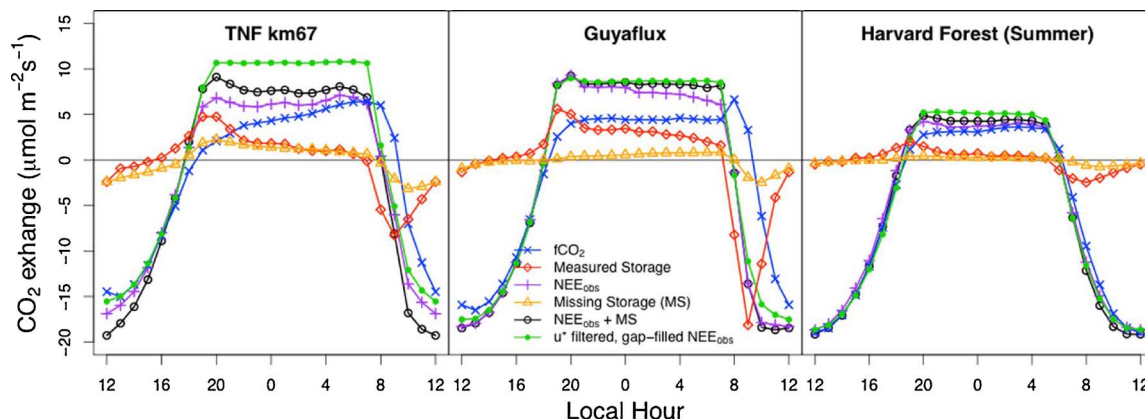 TNF km67
Guyaflux
Harvard Forest (Summer)
CO₂ exhange (μmol m⁻²s⁻¹)
15
10
5
0
−5
−10
−15
−20
fCO₂
Measured Storage
NEEobs
Missing Storage (MS)
NEEobs + MS
u* filtered, gap−filled NEEobs
12 16 20 0 4 8 12
12 16 20 0 4 8 12
12 16 20 0 4 8 12
Local Hour